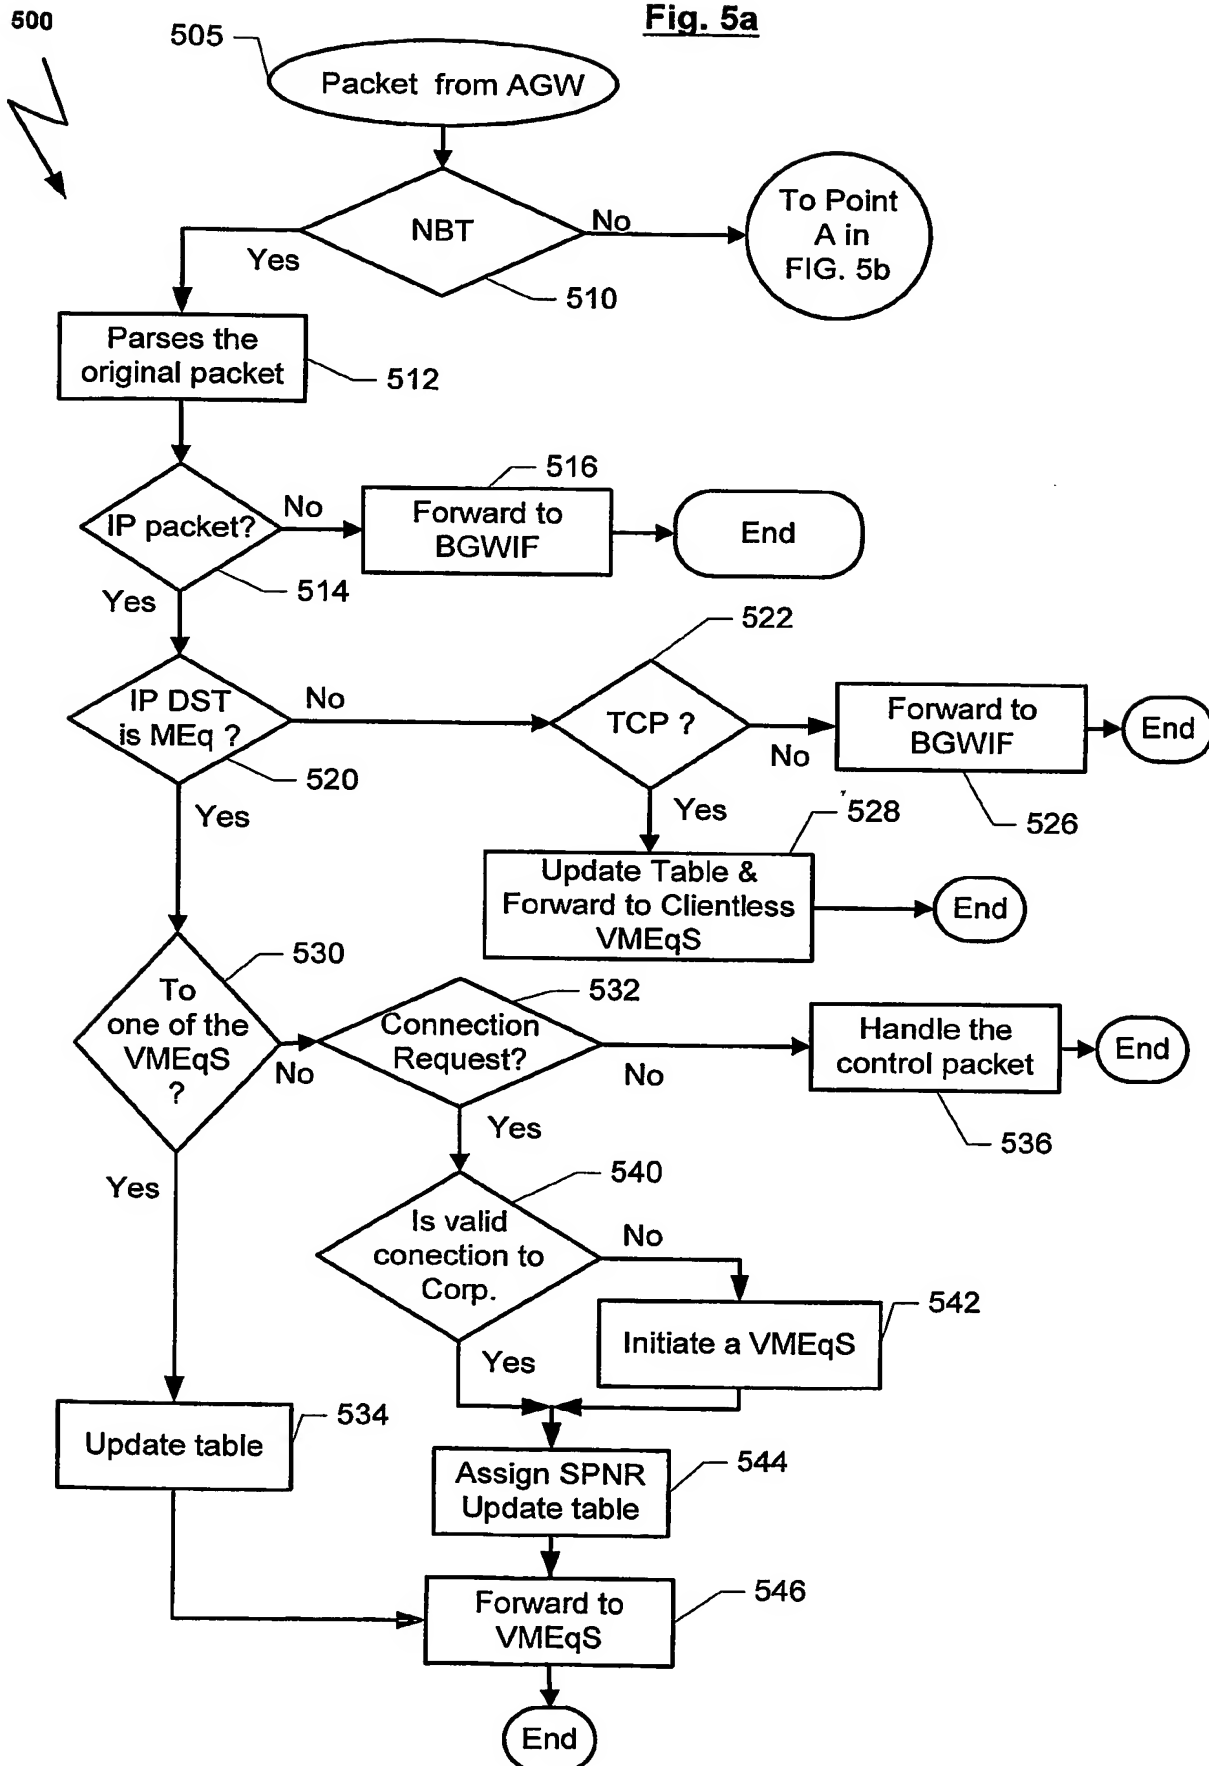 500
Fig. 5a
505
Packet from AGW
NBT
No
Yes
510
To Point
A in
FIG. 5b
Parses the
original packet
512
516
IP packet?
No
Forward to
BGWIF
End
514
Yes
522
IP DST
is MEq ?
No
TCP ?
No
Forward to
BGWIF
End
520
526
Yes
Yes
528
Update Table &
Forward to Clientless
VMEqS
End
530
To
one of the
VMEqS
?
No
532
Connection
Request?
No
Handle the
control packet
End
536
Yes
Yes
540
Is valid
conection to
Corp.
No
542
Initiate a VMEqS
Yes
534
Update table
544
Assign SPNR
Update table
546
Forward to
VMEqS
End